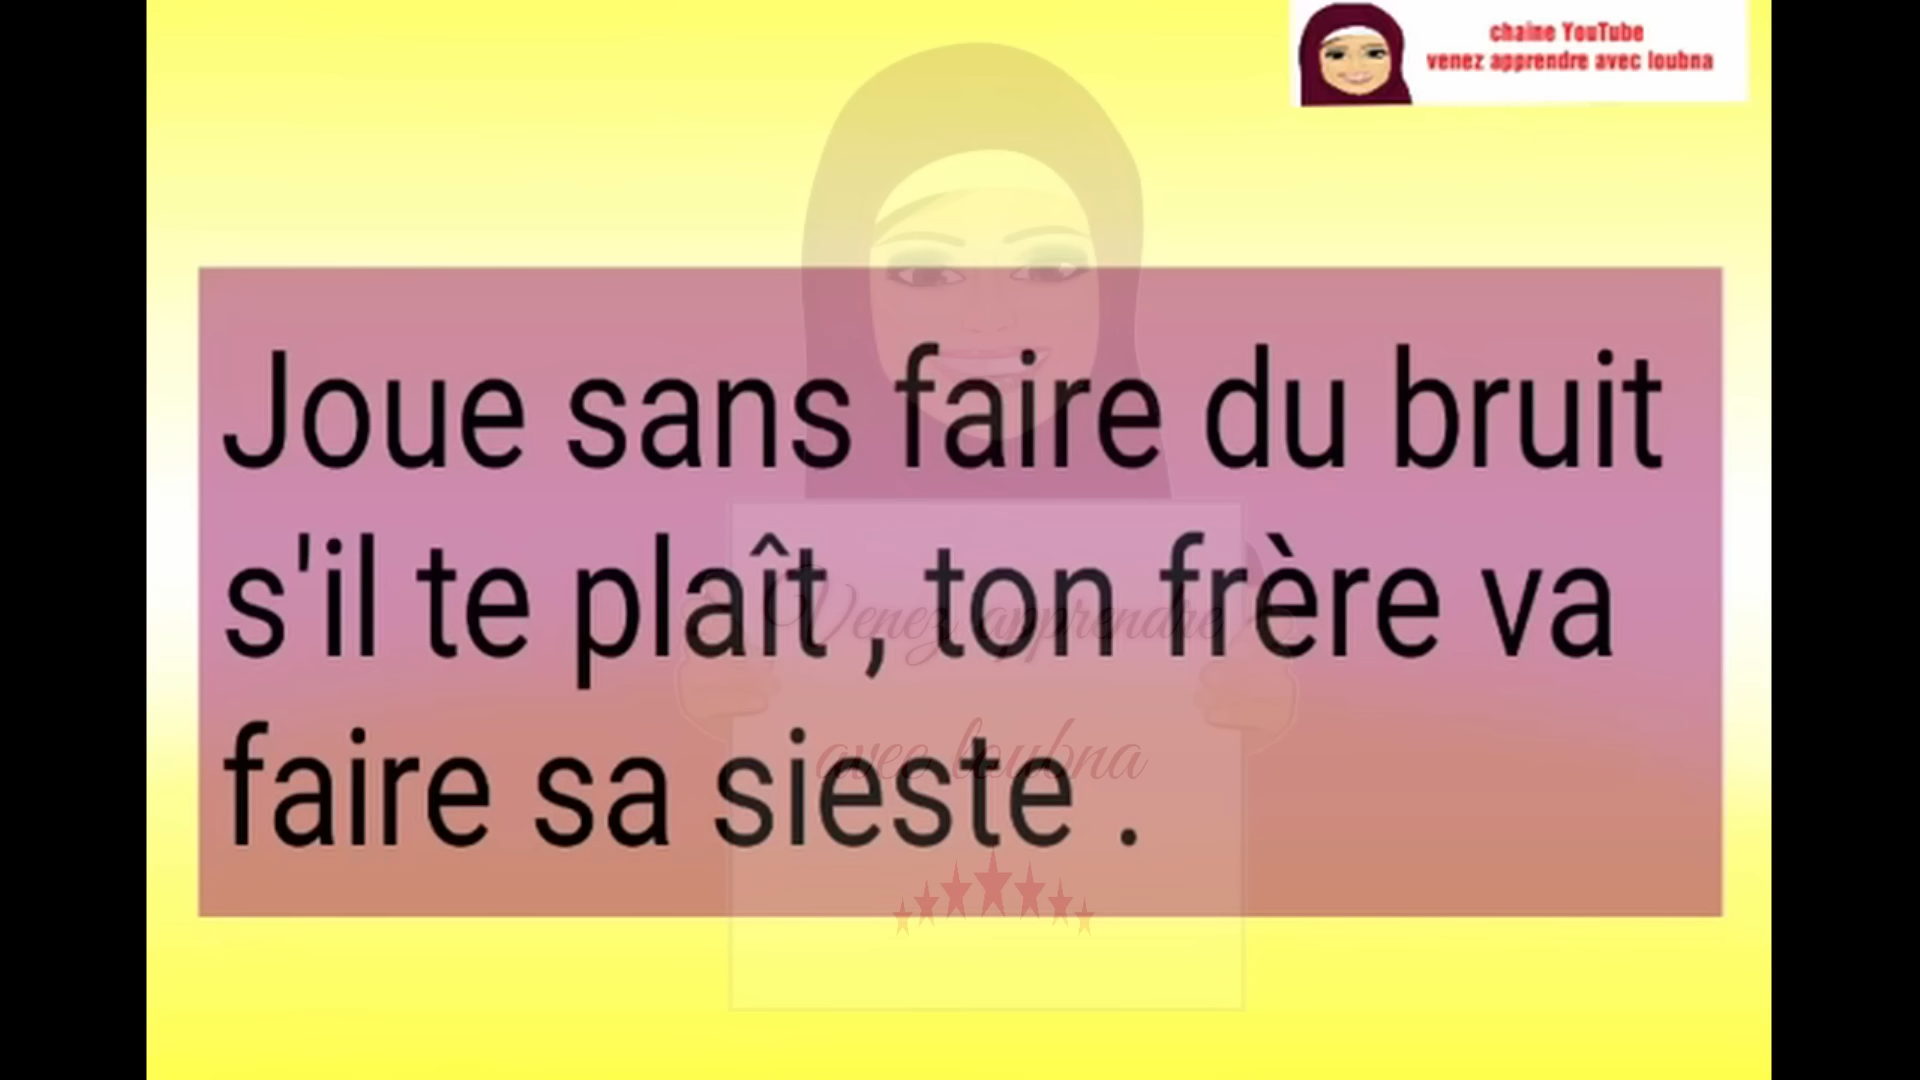 chaine YouTube
venez apprendre avec loubna
Joue sans faire du bruit
s'il te plaît , ton frère va
faire sa sieste .
Venez apprendre
avec loubna